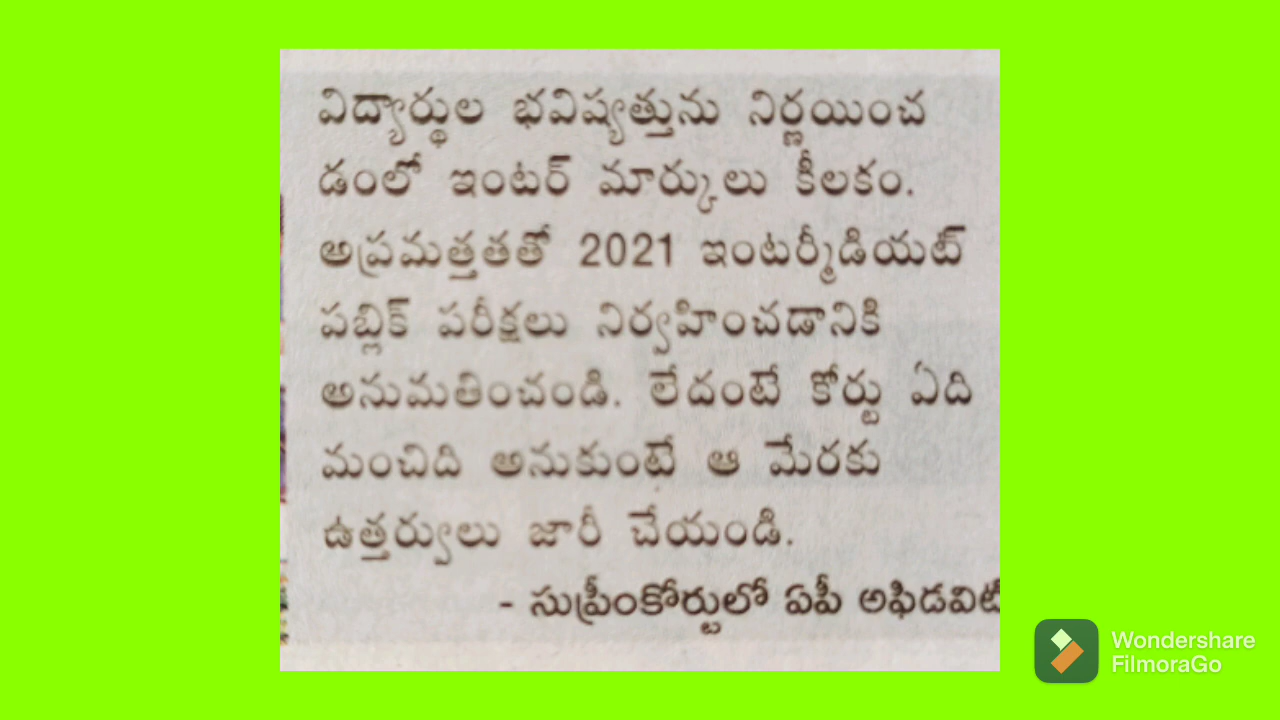 విద్యార్థుల భవిష్యత్తును నిర్ణయించ
డంలో ఇంటర్ మార్కులు కీలకం.
అప్రమత్తతతో 2021 ఇంటర్మీడియట్
పబ్లిక్ పరీక్షలు నిర్వహించడానికి
అనుమతించండి. లేదంటే కోర్టు ఏది
మంచిది అనుకుంటే ఆ మేరకు
ఉత్తర్వులు జారీ చేయండి.
- సుప్రీంకోర్టులో ఏపీ అఫిడవిట్
Wondershare
FilmoraGo